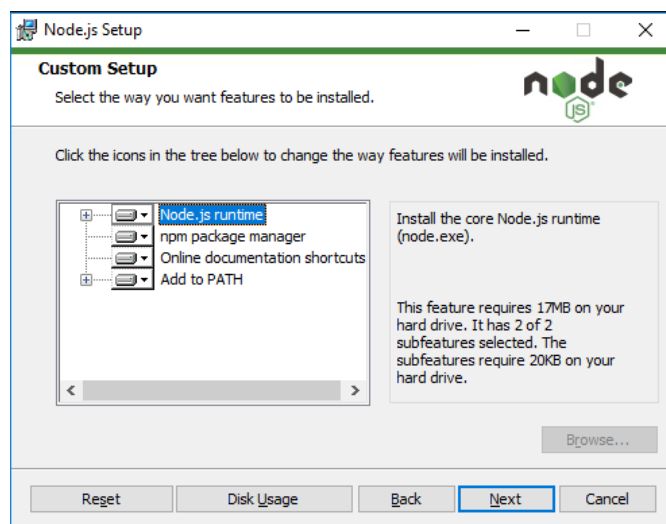 Node.js Setup
Custom Setup
Select the way you want features to be installed.
node
JS
Click the icons in the tree below to change the way features will be installed.
Node.js runtime
npm package manager
Online documentation shortcuts
Add to PATH
Install the core Node.js runtime
(node.exe).
This feature requires 17MB on your
hard drive. It has 2 of 2
subfeatures selected. The
subfeatures require 20KB on your
hard drive.
Browse...
Reset
Disk Usage
Back
Next
Cancel